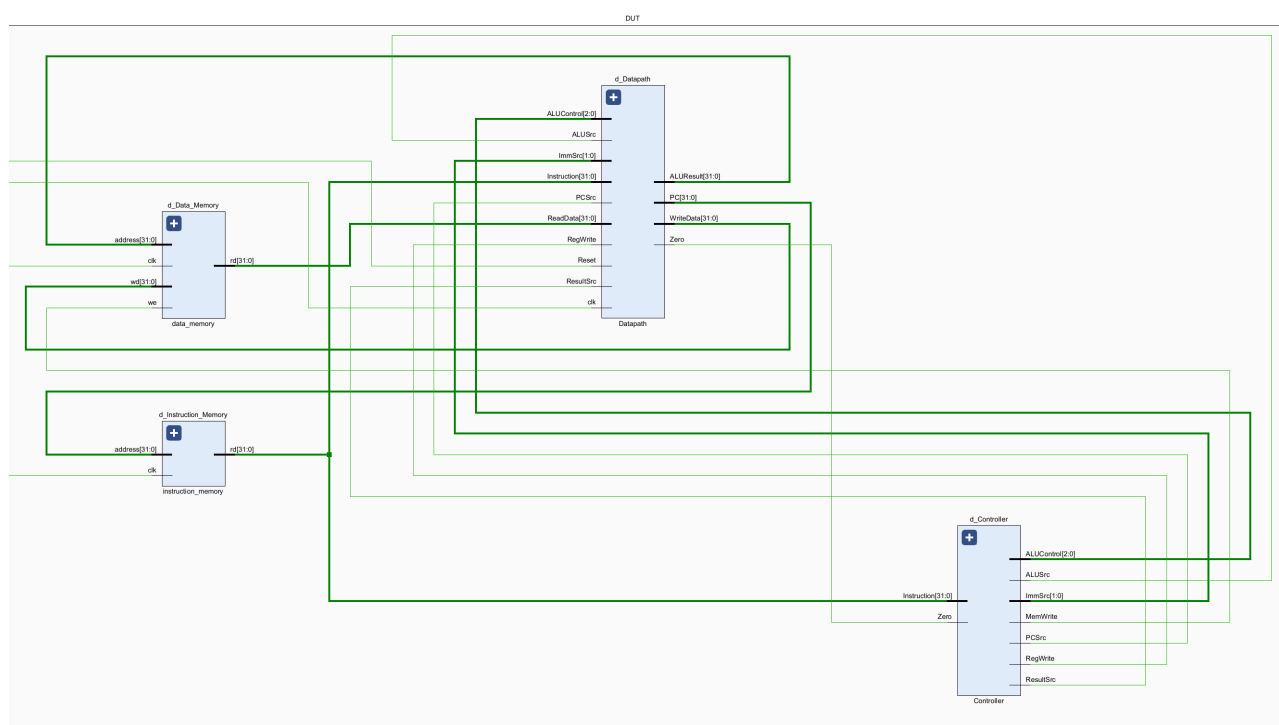 DUT
d_Datapath
ALUControl[2:0]
ALUSrc
ImmSrc[1:0]
Instruction[31:0]
PCSrc
ReadData[31:0]
RegWrite
Reset
ResultSrc
clk
ALUResult[31:0]
PC[31:0]
WriteData[31:0]
Zero
Datapath
d_Data_Memory
address[31:0]
clk
wd[31:0]
we
rd[31:0]
data_memory
d_Instruction_Memory
address[31:0]
clk
rd[31:0]
instruction_memory
d_Controller
Instruction[31:0]
Zero
ALUControl[2:0]
ALUSrc
ImmSrc[1:0]
MemWrite
PCSrc
RegWrite
ResultSrc
Controller